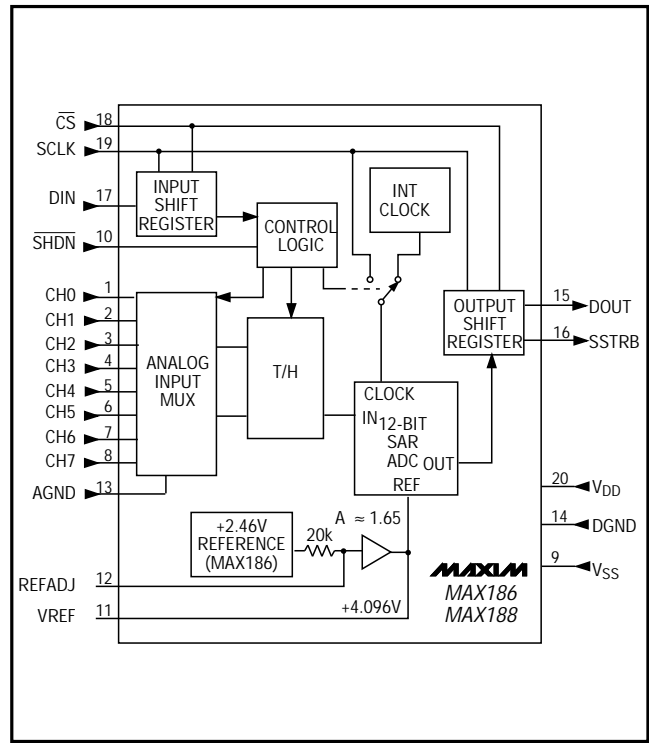 CS 18
SCLK 19
DIN 17
SHDN 10
CH0 1
CH1 2
CH2 3
CH3 4
CH4 5
CH5 6
CH6 7
CH7 8
AGND 13
REFADJ 12
VREF 11
INPUT
SHIFT
REGISTER
CONTROL
LOGIC
INT
CLOCK
ANALOG
INPUT
MUX
T/H
OUTPUT
SHIFT
REGISTER
15 DOUT
16 SSTRB
CLOCK
IN 12-BIT
SAR
ADC OUT
REF
+2.46V
REFERENCE
(MAX186)
20k
A ≈ 1.65
+4.096V
20 VDD
14 DGND
9 VSS
MAXIM
MAX186
MAX188